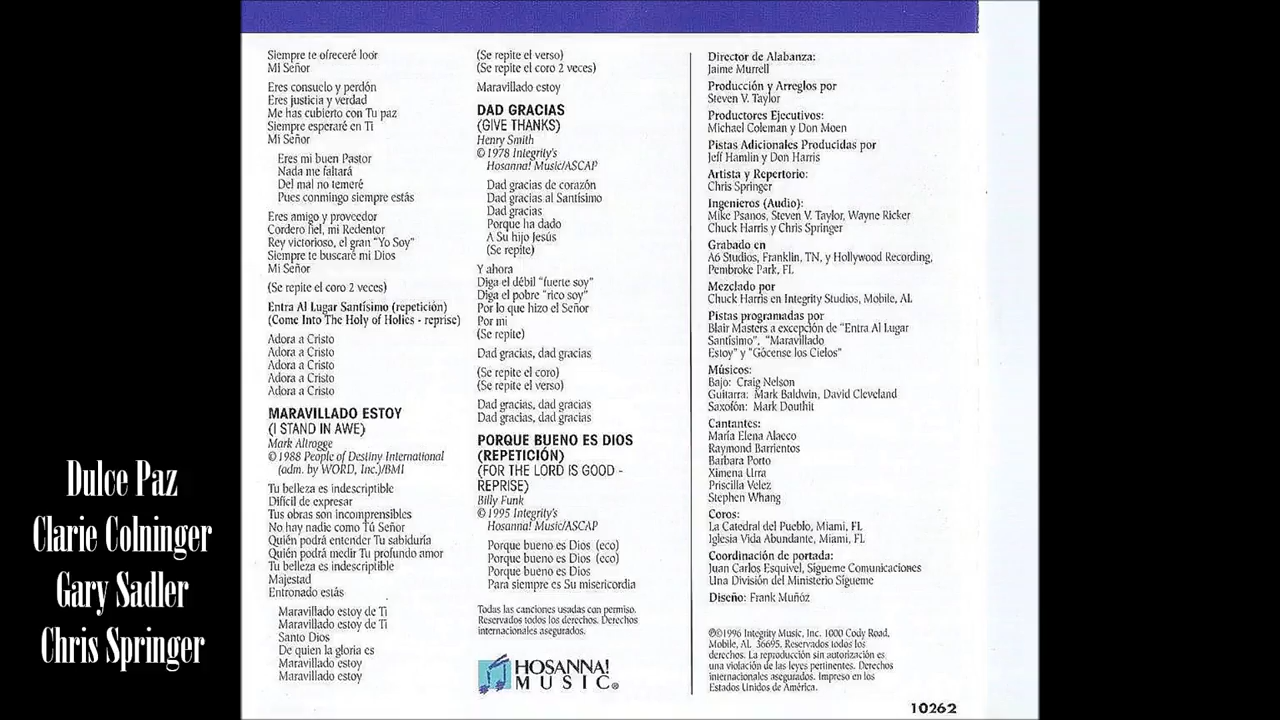 Siempre te ofreceré loor
Mi Señor
Eres consuelo y perdón
Eres justicia y verdad
Me has cubierto con Tu paz
Siempre esperaré en Ti
Mi Señor
Eres mi buen Pastor
Nada me faltará
Del mal no temeré
Pues conmingo siempre estás
Eres amigo y proveedor
Cordero fiel, mi Redentor
Rey victorioso, el gran "Yo Soy"
Siempre te buscaré mi Dios
Mi Señor
(Se repite el coro 2 veces)
Entra Al Lugar Santísimo (repetición)
(Come Into The Holy of Holies - reprise)
Adora a Cristo
Adora a Cristo
Adora a Cristo
Adora a Cristo
Adora a Cristo
MARAVILLADO ESTOY
(I STAND IN AWE)
Mark Altrogge
©1988 People of Destiny International
(adm. by WORD, Inc.)/BMI
Tu belleza es indescriptible
Difícil de expresar
Tus obras son incomprensibles
No hay nadie como Tú Señor
Quién podrá entender Tu sabiduría
Quién podrá medir Tu profundo amor
Tu belleza es indescriptible
Majestad
Entronado estás
Maravillado estoy de Ti
Maravillado estoy de Ti
Santo Dios
De quien la gloria es
Maravillado estoy
Maravillado estoy
(Se repite el verso)
(Se repite el coro 2 veces)
Maravillado estoy
DAD GRACIAS
(GIVE THANKS)
Henry Smith
©1978 Integrity's
Hosanna! Music/ASCAP
Dad gracias de corazón
Dad gracias al Santísimo
Dad gracias
Porque ha dado
A Su hijo Jesús
(Se repite)
Y ahora
Diga el débil "fuerte soy"
Diga el pobre "rico soy"
Por lo que hizo el Señor
Por mi
(Se repite)
Dad gracias, dad gracias
(Se repite el coro)
(Se repite el verso)
Dad gracias, dad gracias
Dad gracias, dad gracias
PORQUE BUENO ES DIOS
(REPETICIÓN)
(FOR THE LORD IS GOOD -
REPRISE)
Billy Funk
©1995 Integrity's
Hosanna! Music/ASCAP
Porque bueno es Dios (eco)
Porque bueno es Dios (eco)
Porque bueno es Dios
Para siempre es Su misericordia
Todas las canciones usadas con permiso.
Reservados todos los derechos. Derechos
internacionales asegurados.
HOSANNA!
MUSIC®
Director de Alabanza:
Jaime Murrell
Producción y Arreglos por
Steven V. Taylor
Productores Ejecutivos:
Michael Coleman y Don Moen
Pistas Adicionales Producidas por
Jeff Hamlin y Don Harris
Artista y Repertorio:
Chris Springer
Ingenieros (Audio):
Mike Psanos, Steven V. Taylor, Wayne Ricker
Chuck Harris y Chris Springer
Grabado en
A6 Studios, Franklin, TN, y Hollywood Recording,
Pembroke Park, FL
Mezclado por
Chuck Harris en Integrity Studios, Mobile, AL
Pistas programadas por
Blair Masters a excepción de "Entra Al Lugar
Santísimo", "Maravillado
Estoy" y "Gócense los Cielos"
Músicos:
Bajo: Craig Nelson
Guitarra: Mark Baldwin, David Cleveland
Saxofón: Mark Douthit
Cantantes:
María Elena Alaeco
Raymond Barrientos
Barbara Porto
Ximena Urra
Priscilla Velez
Stephen Whang
Coros:
La Catedral del Pueblo, Miami, FL
Iglesia Vida Abundante, Miami, FL
Coordinación de portada:
Juan Carlos Esquivel, Sígueme Comunicaciones
Una División del Ministerio Sígueme
Diseño: Frank Muñóz
℗©1996 Integrity Music, Inc. 1000 Cody Road,
Mobile, AL 36695. Reservados todos los
derechos. La reproducción sin autorización es
una violación de las leyes pertinentes. Derechos
internacionales asegurados. Impreso en los
Estados Unidos de América.
10262
Dulce Paz
Clarie Colninger
Gary Sadler
Chris Springer